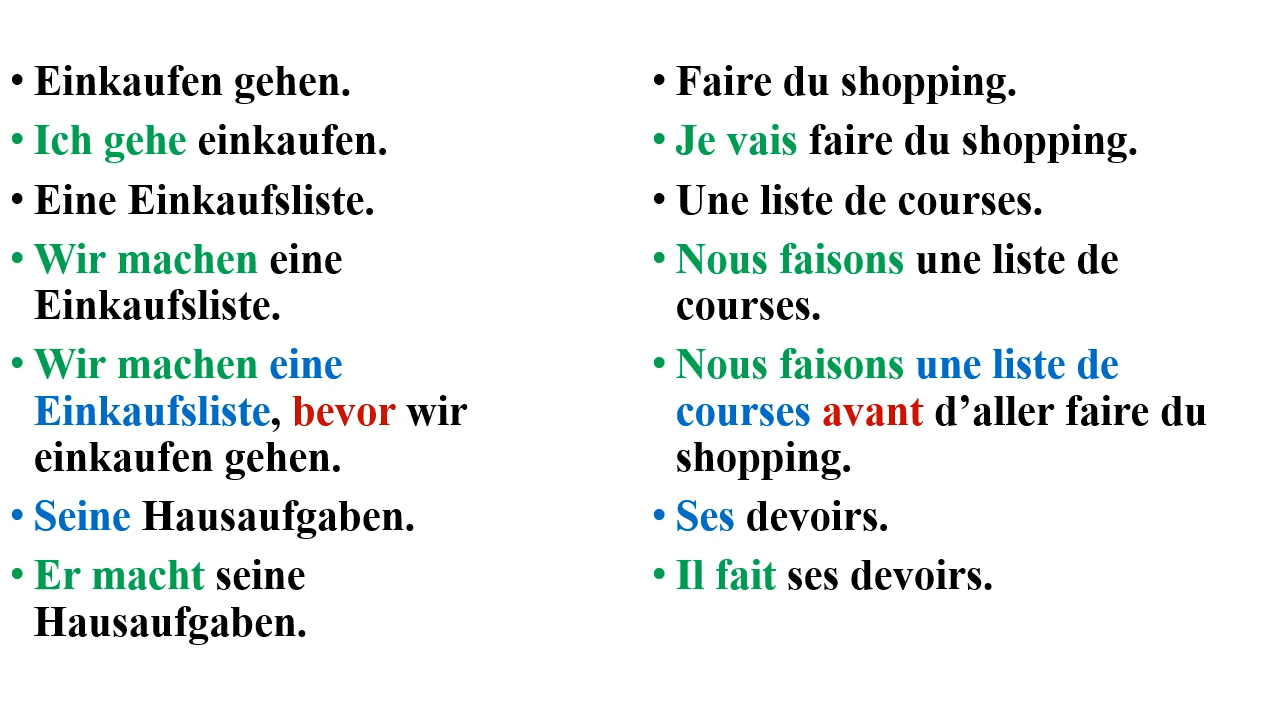 • Einkaufen gehen.
• Ich gehe einkaufen.
• Eine Einkaufsliste.
• Wir machen eine
Einkaufsliste.
• Wir machen eine
Einkaufsliste, bevor wir
einkaufen gehen.
• Seine Hausaufgaben.
• Er macht seine
Hausaufgaben.
• Faire du shopping.
• Je vais faire du shopping.
• Une liste de courses.
• Nous faisons une liste de
courses.
• Nous faisons une liste de
courses avant d’aller faire du
shopping.
• Ses devoirs.
• Il fait ses devoirs.